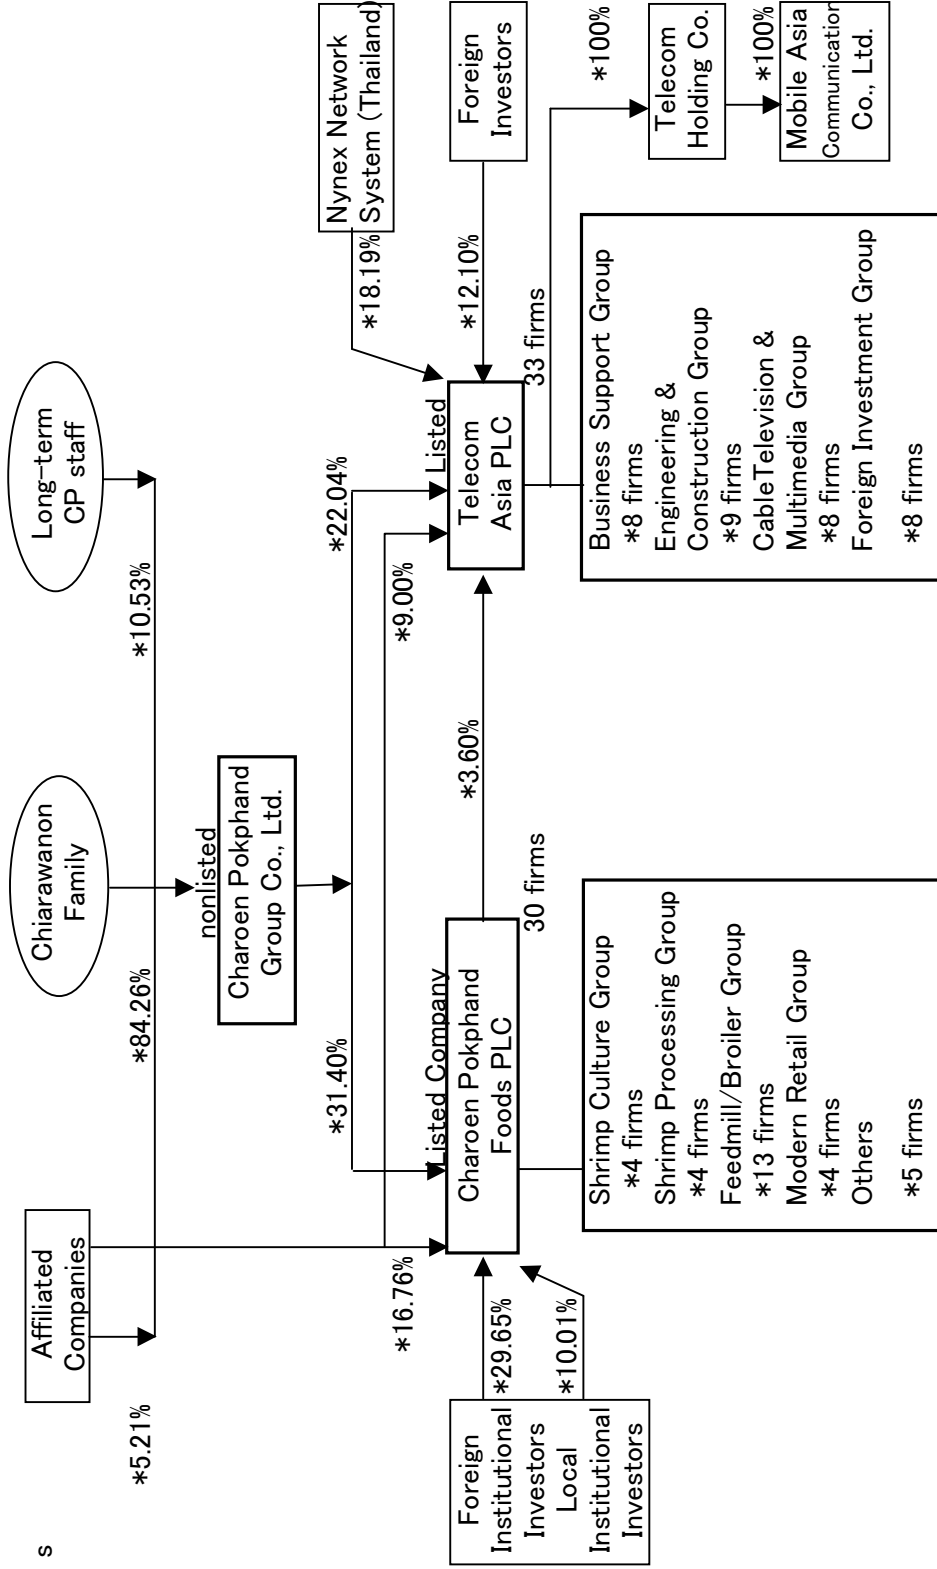 s
Affiliated
Companies
Chiarawanon
Family
Long-term
CP staff
*5.21%
*84.26%
*10.53%
nonlisted
Charoen Pokphand
Group Co., Ltd.
Nynex Network
System (Thailand)
*31.40%
*22.04%
*18.19%
*16.76%
*9.00%
Foreign
Institutional
Investors
Local
Institutional
Investors
*29.65%
*10.01%
Listed Company
Charoen Pokphand
Foods PLC
*3.60%
Listed
Telecom
Asia PLC
*12.10%
Foreign
Investors
30 firms
33 firms
*100%
Shrimp Culture Group
*4 firms
Shrimp Processing Group
*4 firms
Feedmill/Broiler Group
*13 firms
Modern Retail Group
*4 firms
Others
*5 firms
Business Support Group
*8 firms
Engineering &
Construction Group
*9 firms
CableTelevision &
Multimedia Group
*8 firms
Foreign Investment Group
*8 firms
Telecom
Holding Co.
*100%
Mobile Asia
Communication
Co., Ltd.